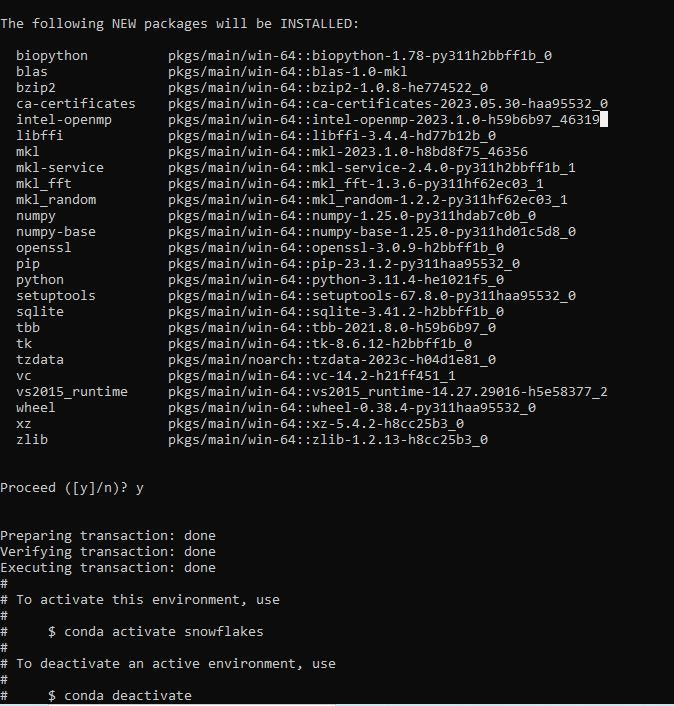 The following NEW packages will be INSTALLED:
biopython pkgs/main/win-64::biopython-1.78-py311h2bbff1b_0
blas pkgs/main/win-64::blas-1.0-mkl
bzip2 pkgs/main/win-64::bzip2-1.0.8-he774522_0
ca-certificates pkgs/main/win-64::ca-certificates-2023.05.30-haa95532_0
intel-openmp pkgs/main/win-64::intel-openmp-2023.1.0-h59b6b97_46319
libffi pkgs/main/win-64::libffi-3.4.4-hd77b12b_0
mkl pkgs/main/win-64::mkl-2023.1.0-h8bd8f75_46356
mkl-service pkgs/main/win-64::mkl-service-2.4.0-py311h2bbff1b_1
mkl_fft pkgs/main/win-64::mkl_fft-1.3.6-py311hf62ec03_1
mkl_random pkgs/main/win-64::mkl_random-1.2.2-py311hf62ec03_1
numpy pkgs/main/win-64::numpy-1.25.0-py311hdab7c0b_0
numpy-base pkgs/main/win-64::numpy-base-1.25.0-py311hd01c5d8_0
openssl pkgs/main/win-64::openssl-3.0.9-h2bbff1b_0
pip pkgs/main/win-64::pip-23.1.2-py311haa95532_0
python pkgs/main/win-64::python-3.11.4-he1021f5_0
setuptools pkgs/main/win-64::setuptools-67.8.0-py311haa95532_0
sqlite pkgs/main/win-64::sqlite-3.41.2-h2bbff1b_0
tbb pkgs/main/win-64::tbb-2021.8.0-h59b6b97_0
tk pkgs/main/win-64::tk-8.6.12-h2bbff1b_0
tzdata pkgs/main/noarch::tzdata-2023c-h04d1e81_0
vc pkgs/main/win-64::vc-14.2-h21ff451_1
vs2015_runtime pkgs/main/win-64::vs2015_runtime-14.27.29016-h5e58377_2
wheel pkgs/main/win-64::wheel-0.38.4-py311haa95532_0
xz pkgs/main/win-64::xz-5.4.2-h8cc25b3_0
zlib pkgs/main/win-64::zlib-1.2.13-h8cc25b3_0
Proceed ([y]/n)? y
Preparing transaction: done
Verifying transaction: done
Executing transaction: done
#
# To activate this environment, use
#
# $ conda activate snowflakes
#
# To deactivate an active environment, use
#
# $ conda deactivate